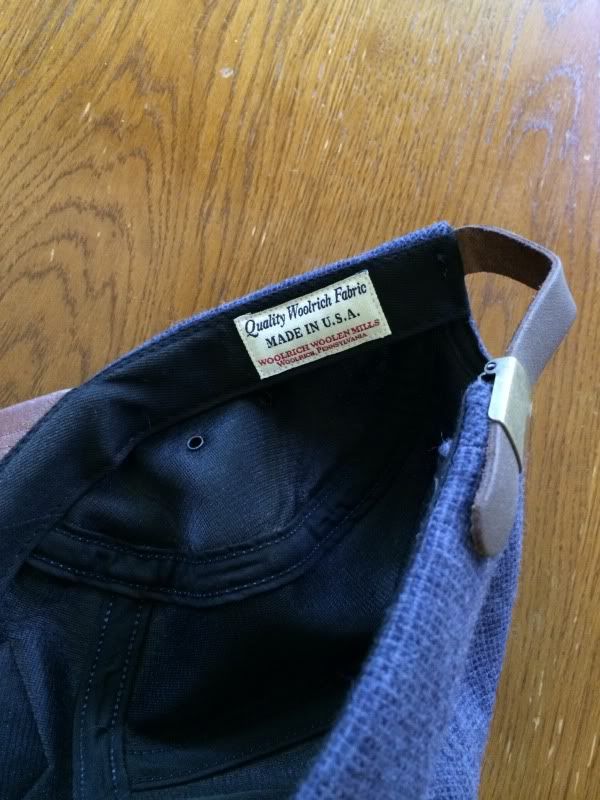 Quality Woolrich Fabric
MADE IN U.S.A.
WOOLRICH WOOLEN MILLS
WOOLRICH, PENNSYLVANIA